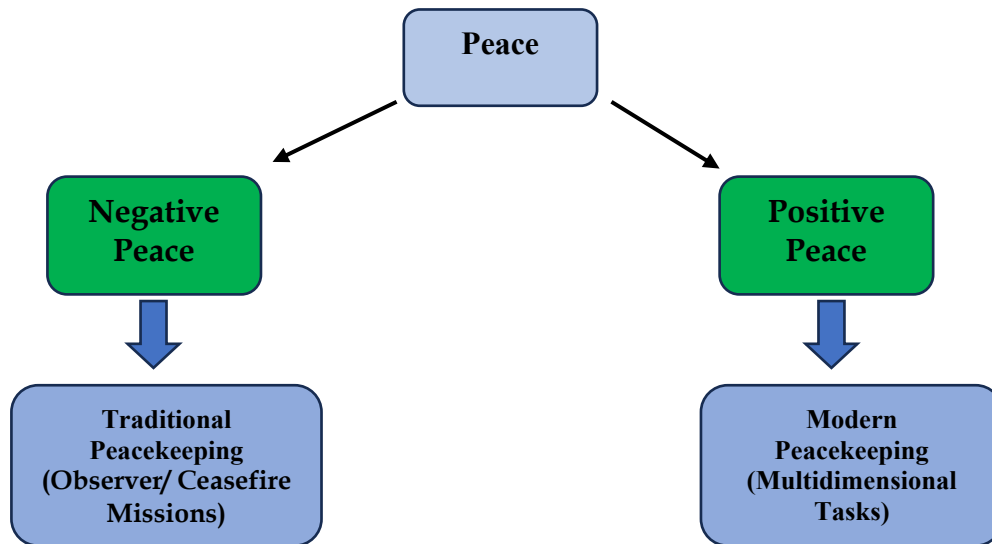 Peace
Negative
Peace
Positive
Peace
Traditional
Peacekeeping
(Observer/ Ceasefire
Missions)
Modern
Peacekeeping
(Multidimensional
Tasks)